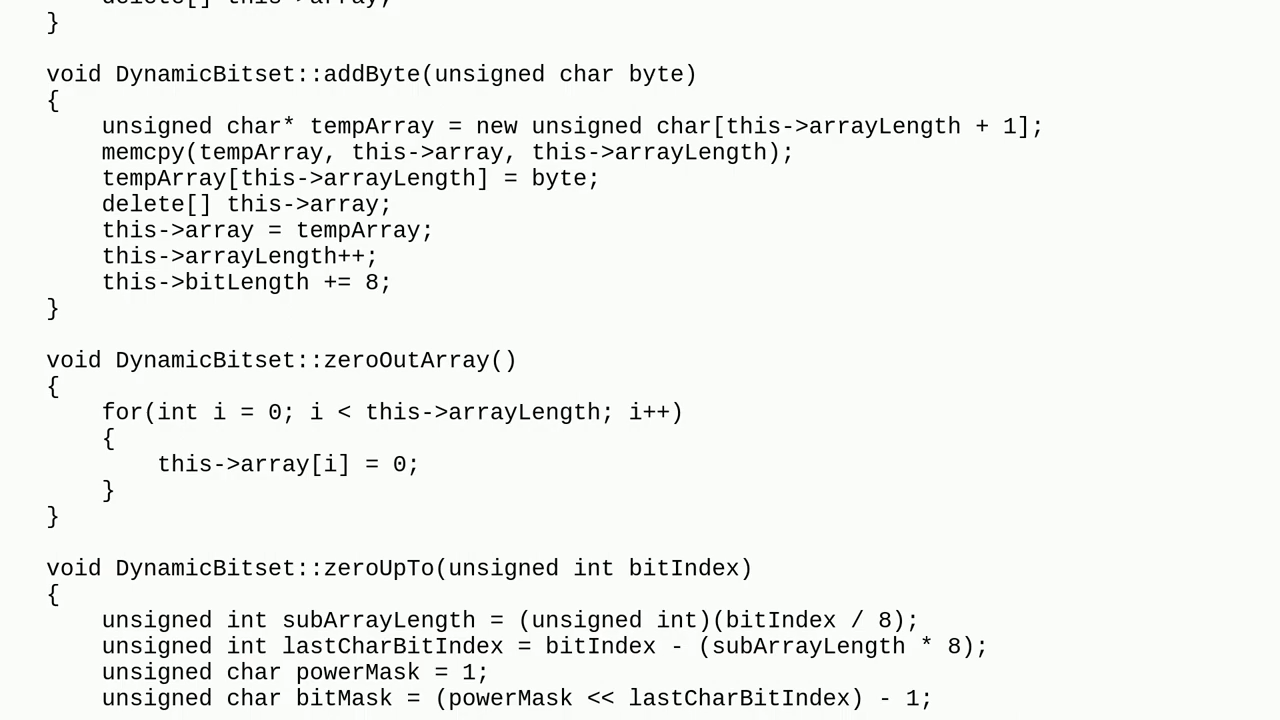 delete[] this->array;
}
void DynamicBitset::addByte(unsigned char byte)
{
    unsigned char* tempArray = new unsigned char[this->arrayLength + 1];
    memcpy(tempArray, this->array, this->arrayLength);
    tempArray[this->arrayLength] = byte;
    delete[] this->array;
    this->array = tempArray;
    this->arrayLength++;
    this->bitLength += 8;
}
void DynamicBitset::zeroOutArray()
{
    for(int i = 0; i < this->arrayLength; i++)
    {
        this->array[i] = 0;
    }
}
void DynamicBitset::zeroUpTo(unsigned int bitIndex)
{
    unsigned int subArrayLength = (unsigned int)(bitIndex / 8);
    unsigned int lastCharBitIndex = bitIndex - (subArrayLength * 8);
    unsigned char powerMask = 1;
    unsigned char bitMask = (powerMask << lastCharBitIndex) - 1;